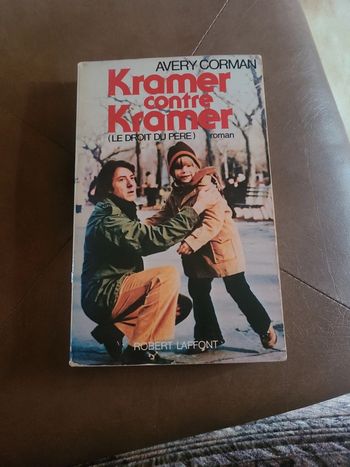 AVERY CORMAN
Kramer
contre
Kramer
(LE DROIT DU PÈRE) roman
ROBERT LAFFONT